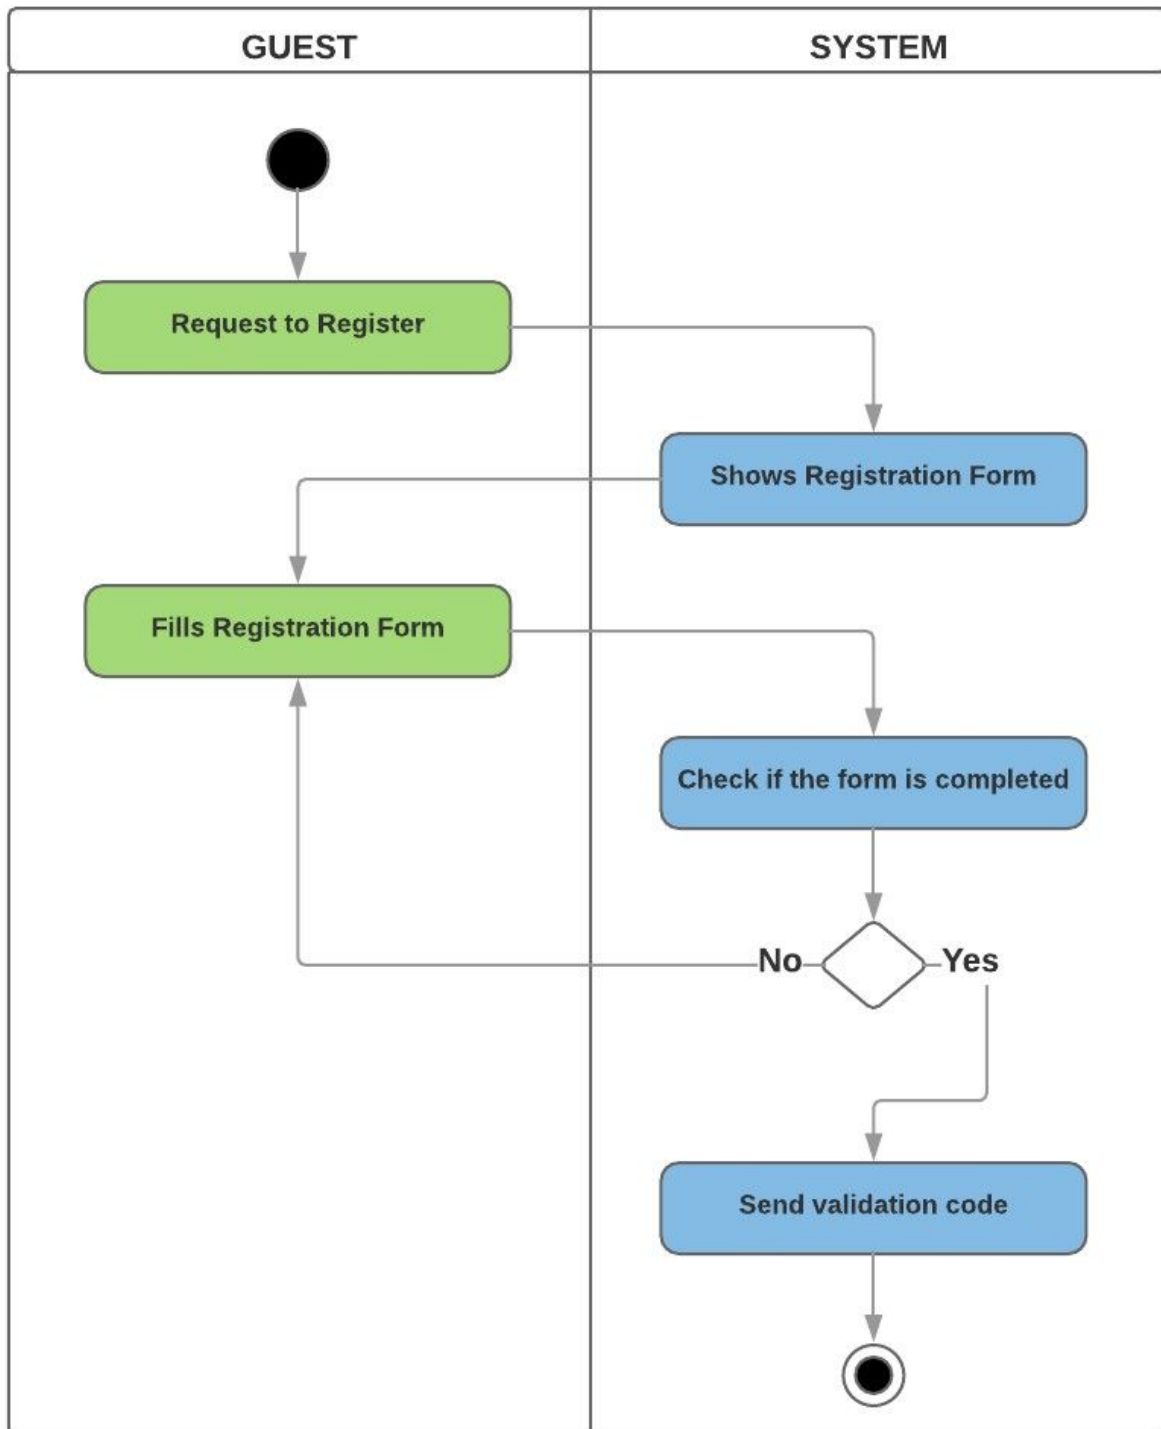 GUEST
SYSTEM
Request to Register
Shows Registration Form
Fills Registration Form
Check if the form is completed
No
Yes
Send validation code